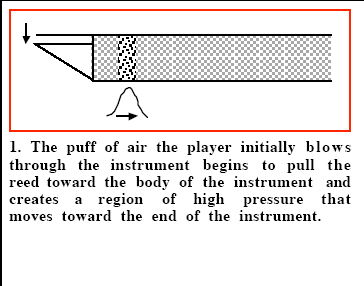 1. The puff of air the player initially blows
through the instrument begins to pull the
reed toward the body of the instrument and
creates a region of high pressure that
moves toward the end of the instrument.